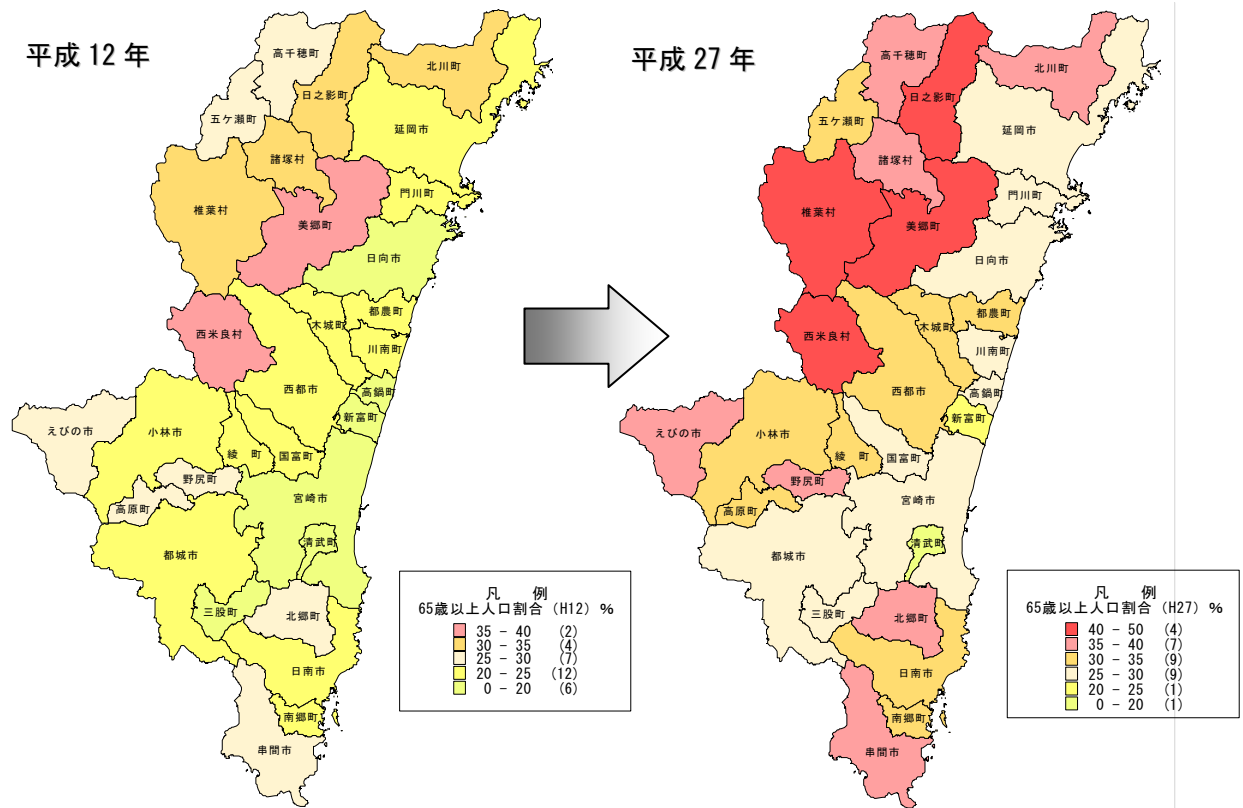 平成 12 年
高千穂町
北川町
日之影町
五ケ瀬町
延岡市
諸塚村
門川町
椎葉村
美郷町
日向市
都農町
木城町
西米良村
川南町
西都市
高鍋町
新富町
えびの市
小林市
綾 町
国富町
野尻町
宮崎市
高原町
清武町
都城市
三股町
北郷町
日南市
南郷町
串間市
凡 例
65歳以上人口割合 (H12) %
35 - 40 (2)
30 - 35 (4)
25 - 30 (7)
20 - 25 (12)
0 - 20 (6)
平成 27 年
高千穂町
北川町
日之影町
五ケ瀬町
延岡市
諸塚村
門川町
椎葉村
美郷町
日向市
都農町
木城町
西米良村
川南町
西都市
高鍋町
新富町
えびの市
小林市
綾 町
国富町
野尻町
宮崎市
高原町
清武町
都城市
三股町
北郷町
日南市
南郷町
串間市
凡 例
65歳以上人口割合 (H27) %
40 - 50 (4)
35 - 40 (7)
30 - 35 (9)
25 - 30 (9)
20 - 25 (1)
0 - 20 (1)